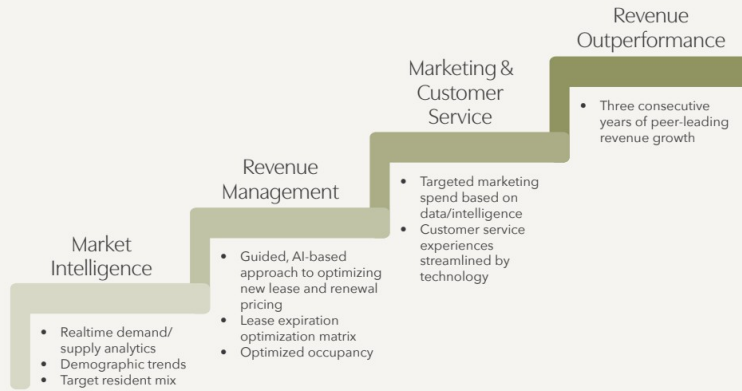 Market
Intelligence
• Realtime demand/
supply analytics
• Demographic trends
• Target resident mix
Revenue
Management
• Guided, AI-based
approach to optimizing
new lease and renewal
pricing
• Lease expiration
optimization matrix
• Optimized occupancy
Marketing &
Customer
Service
• Targeted marketing
spend based on
data/intelligence
• Customer service
experiences
streamlined by
technology
Revenue
Outperformance
• Three consecutive
years of peer-leading
revenue growth